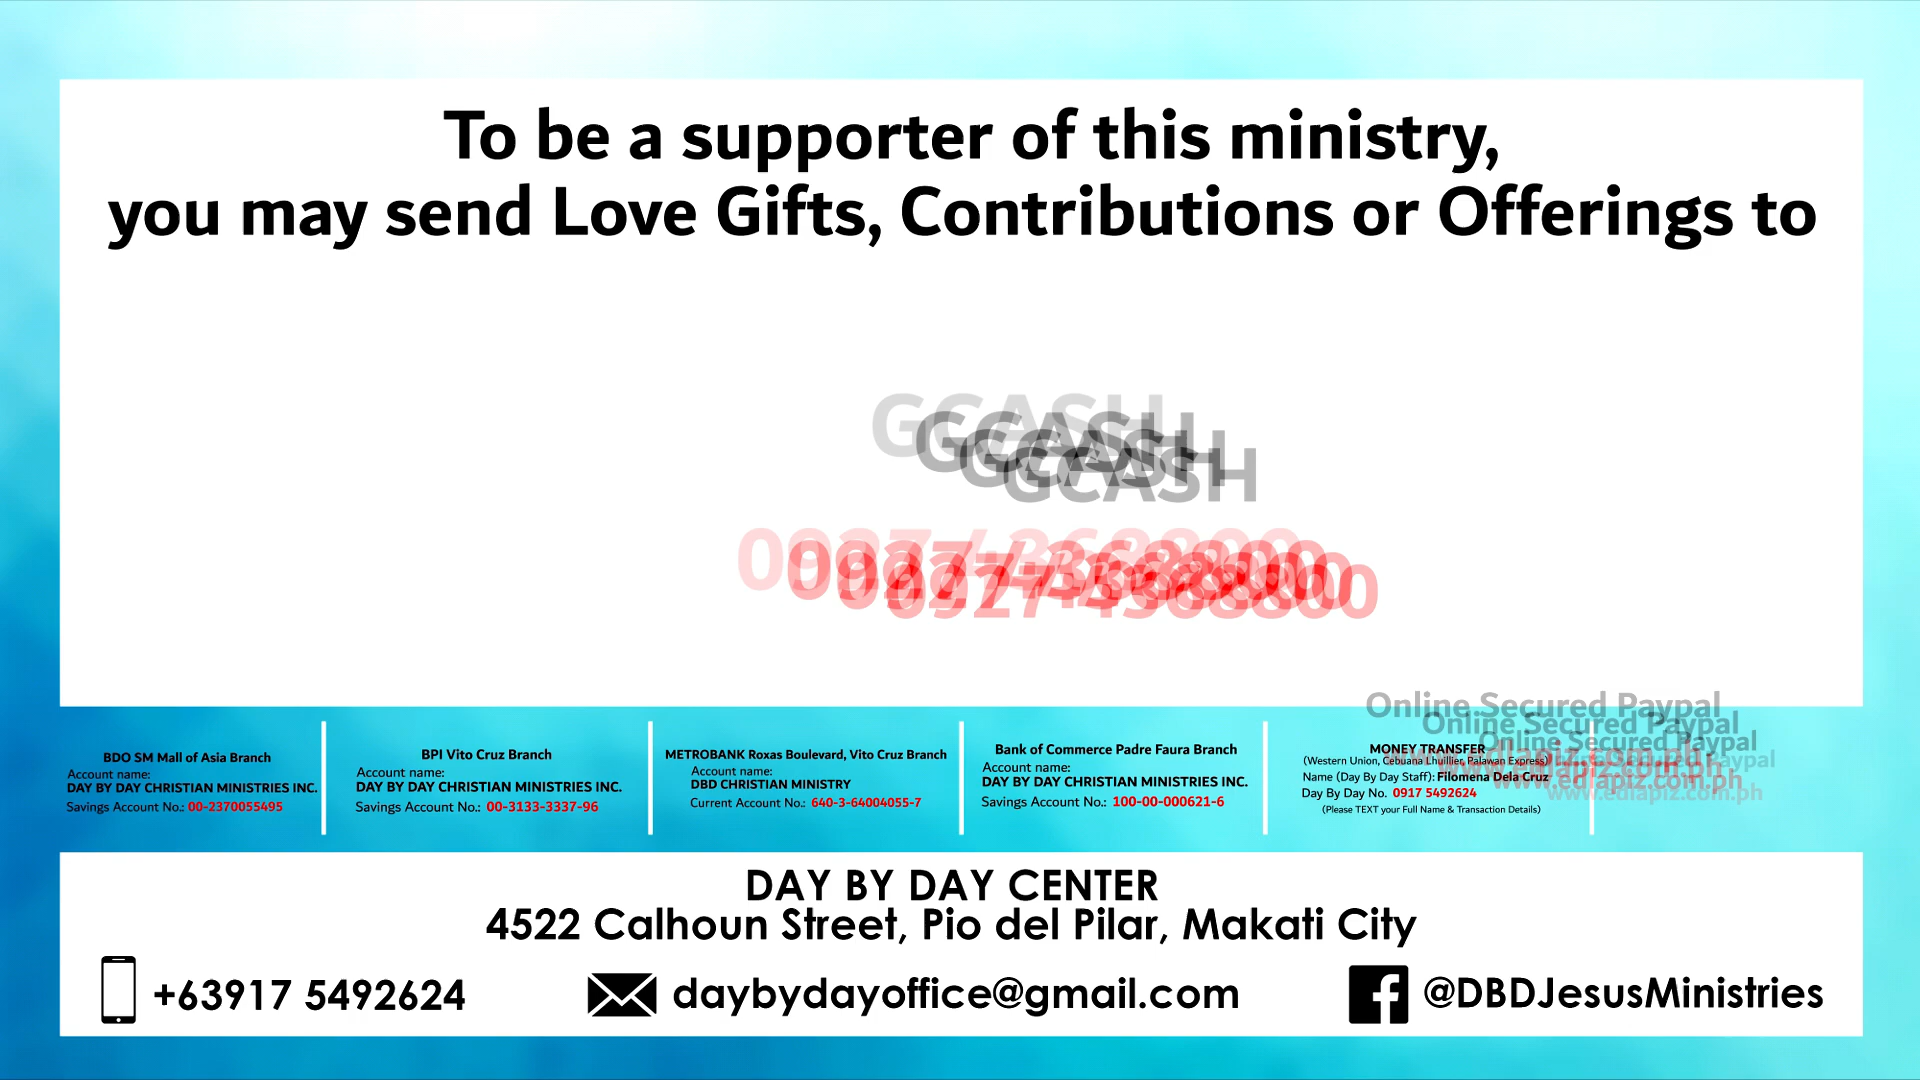 To be a supporter of this ministry,
you may send Love Gifts, Contributions or Offerings to
GCASH
Online Secured Paypal
www.ediapiz.com.ph
BDO SM Mall of Asia Branch
Account name:
DAY BY DAY CHRISTIAN MINISTRIES INC.
Savings Account No.: 00-2370055495
BPI Vito Cruz Branch
Account name:
DAY BY DAY CHRISTIAN MINISTRIES INC.
Savings Account No.: 00-3133-3337-96
METROBANK Roxas Boulevard, Vito Cruz Branch
Account name:
DBD CHRISTIAN MINISTRY
Current Account No.: 640-3-64004055-7
Bank of Commerce Padre Faura Branch
Account name:
DAY BY DAY CHRISTIAN MINISTRIES INC.
Savings Account No.: 100-00-000621-6
MONEY TRANSFER
(Western Union, Cebuana Lhuillier, Palawan Express)
Name (Day By Day Staff): Filomena Dela Cruz
Day By Day No. 0917 5492624
(Please TEXT your Full Name & Transaction Details)
DAY BY DAY CENTER
4522 Calhoun Street, Pio del Pilar, Makati City
+63917 5492624
daybydayoffice@gmail.com
@DBDJesusMinistries